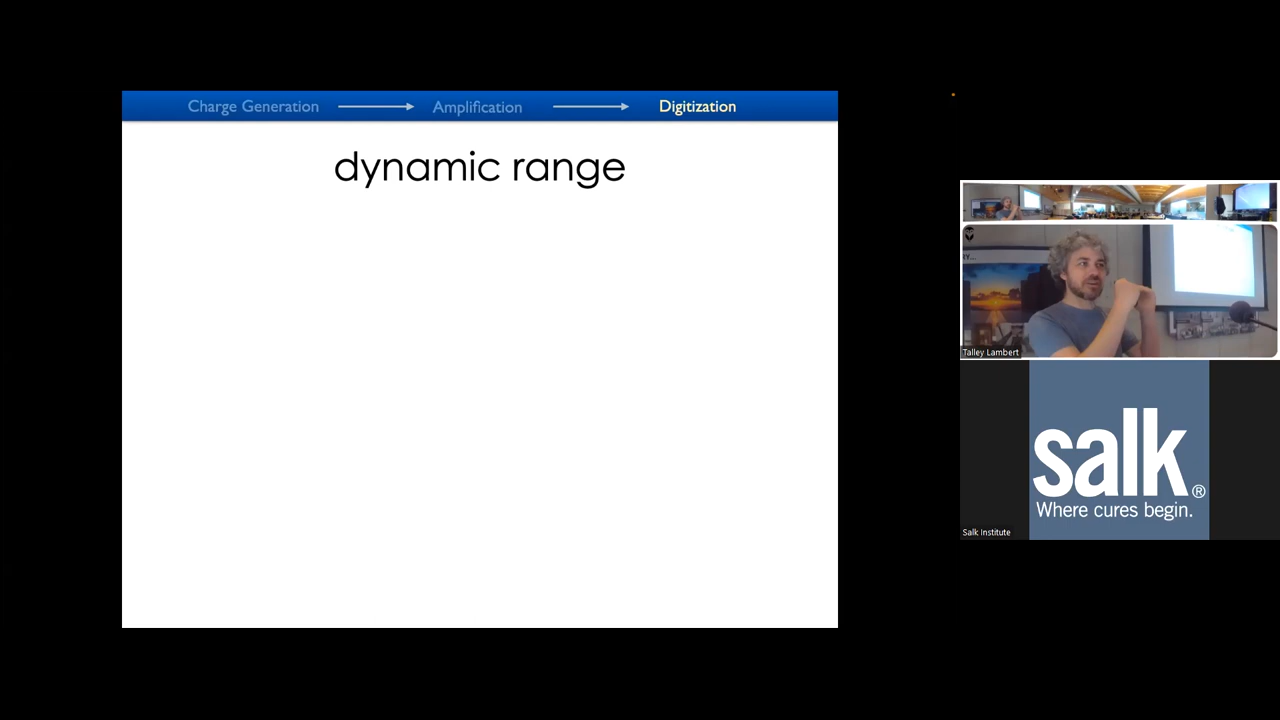 Charge Generation Amplification Digitization
dynamic range
Y...
Talley Lambert
salk®
Where cures begin.
Salk Institute